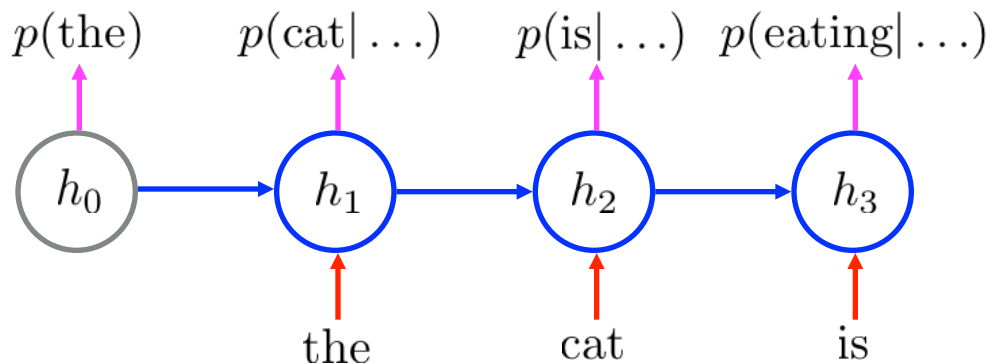 p(the) p(cat| …) p(is| …) p(eating| …)
h₀ h₁ h₂ h₃
the cat is